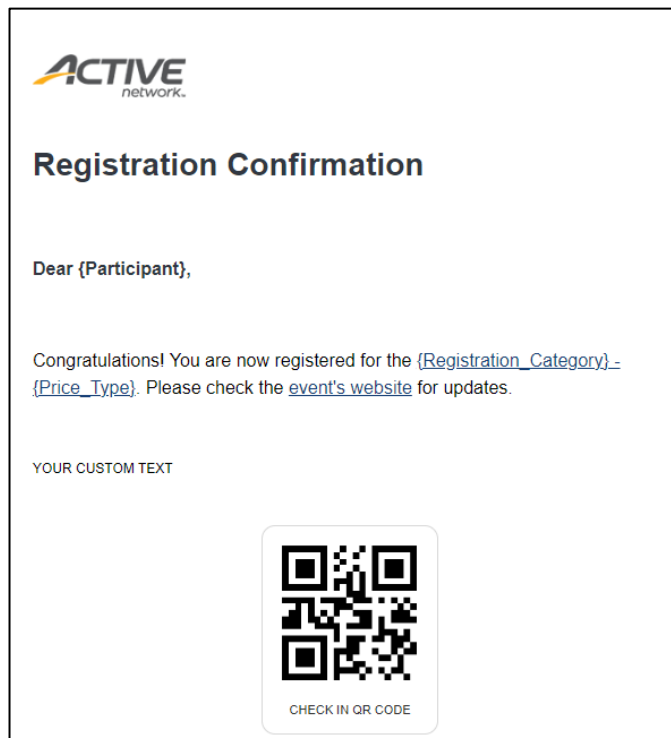 ACTIVE
network.
Registration Confirmation
Dear {Participant},
Congratulations! You are now registered for the {Registration_Category} -
{Price_Type}. Please check the event's website for updates.
YOUR CUSTOM TEXT
CHECK IN QR CODE